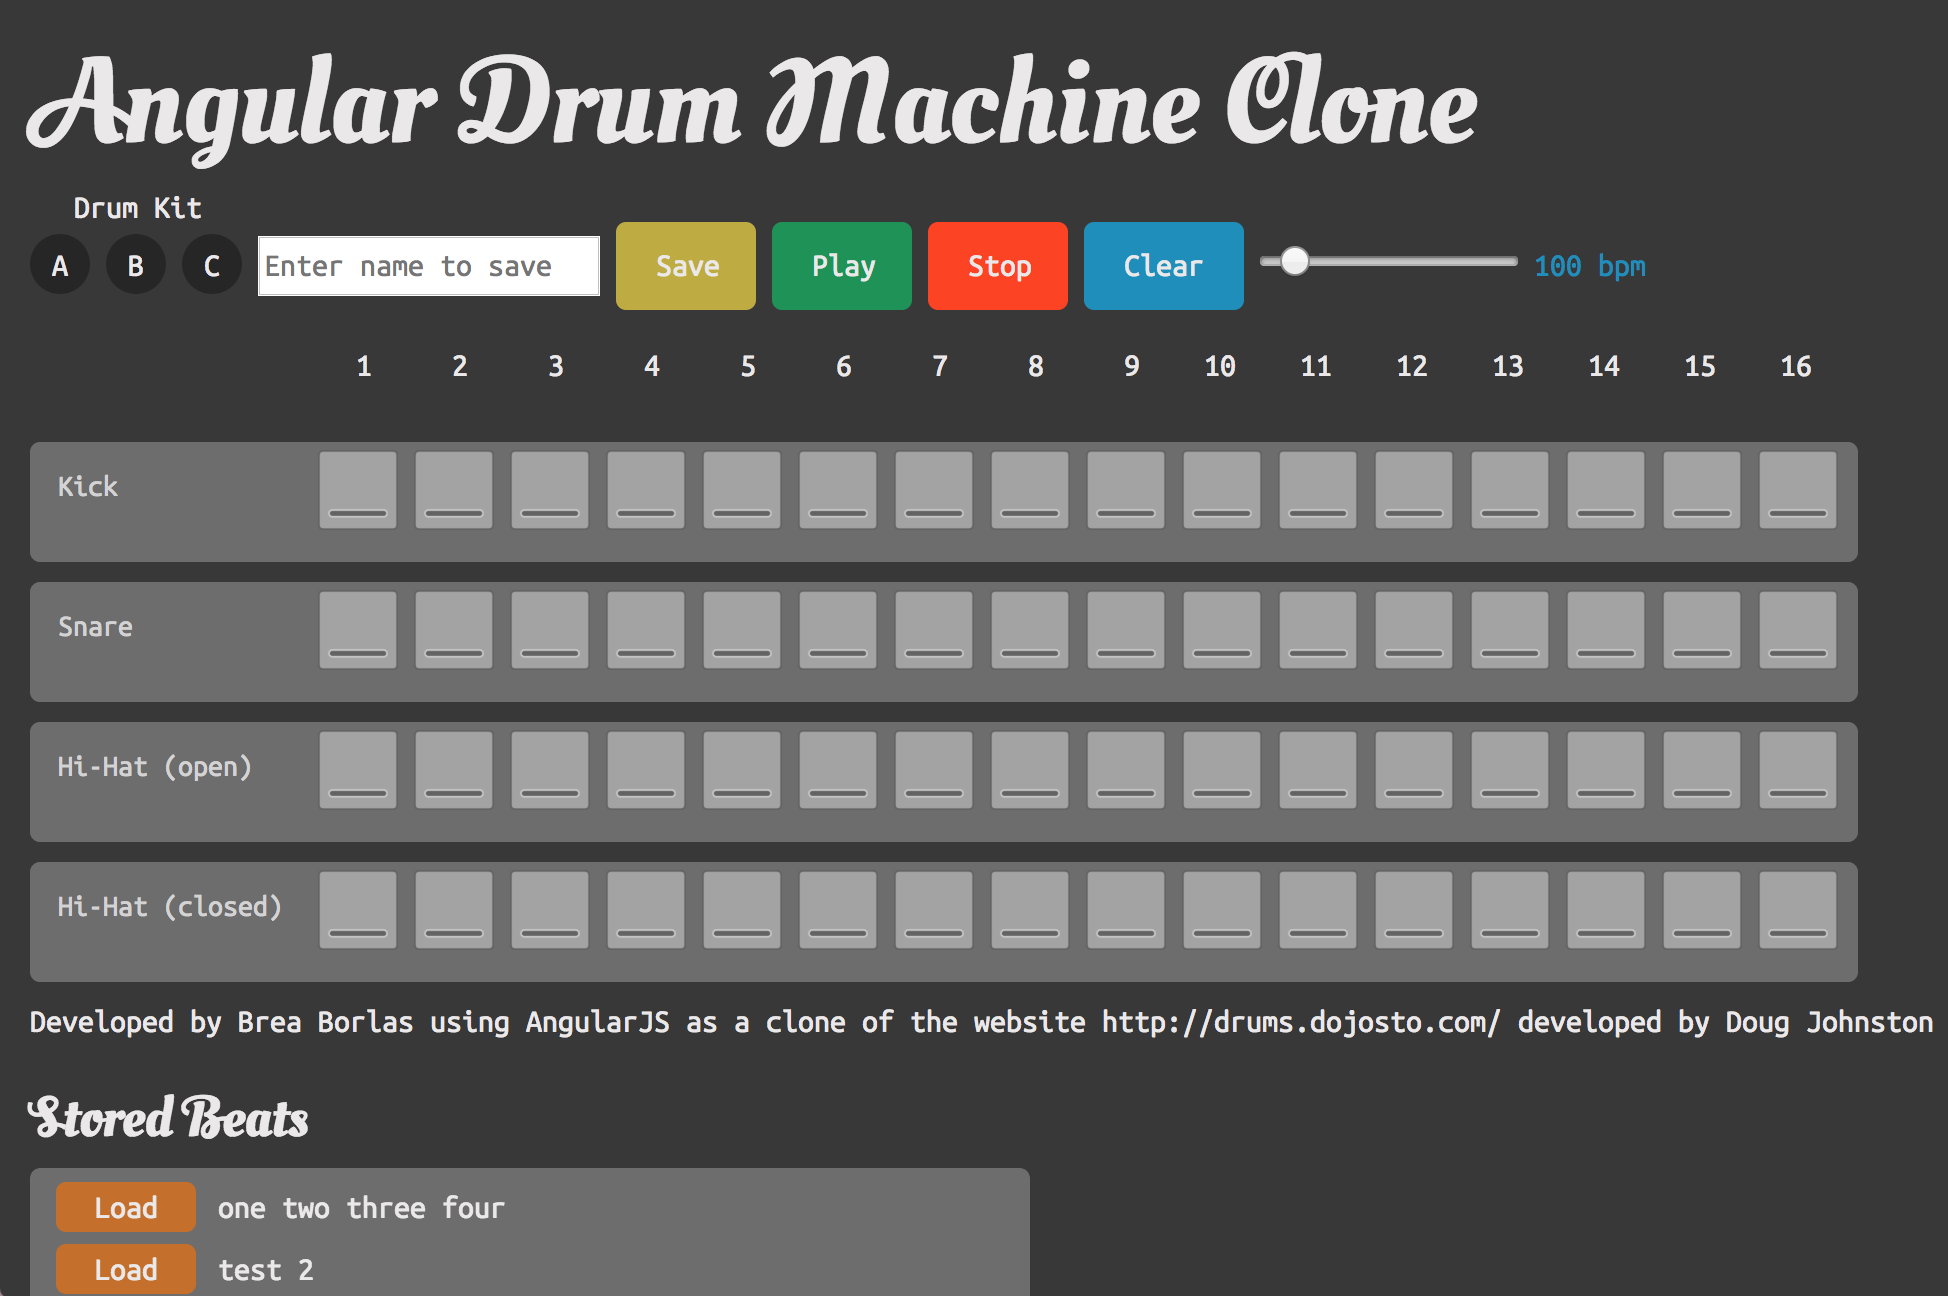 Angular Drum Machine Clone
Drum Kit
A B C Enter name to save Save Play Stop Clear 100 bpm
1 2 3 4 5 6 7 8 9 10 11 12 13 14 15 16
Kick
Snare
Hi-Hat (open)
Hi-Hat (closed)
Developed by Brea Borlas using AngularJS as a clone of the website http://drums.dojosto.com/ developed by Doug Johnston
Stored Beats
Load one two three four
Load test 2